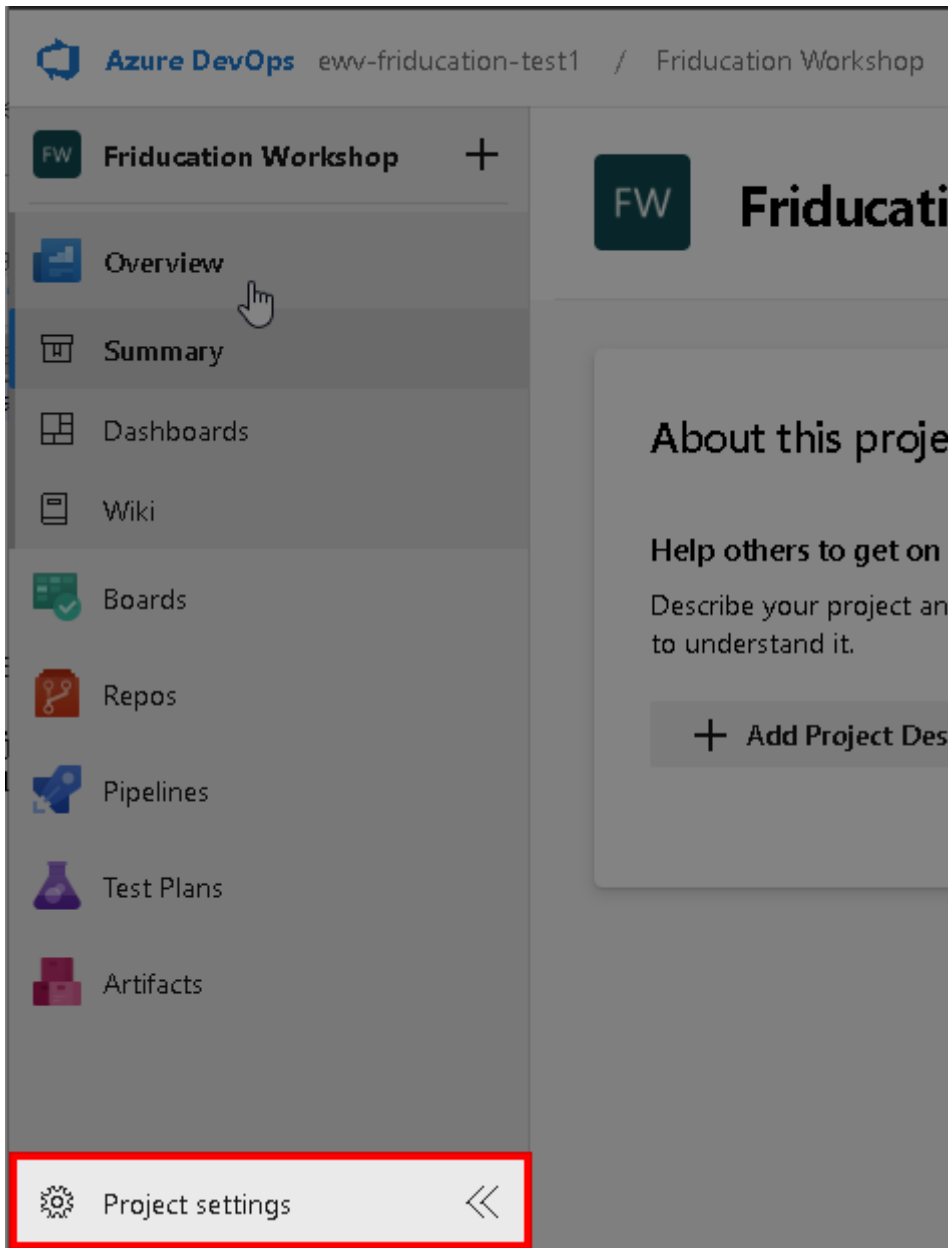 Azure DevOps ewv-friducation-test1 / Friducation Workshop
FW Friducation Workshop
FW Friducati
Overview
Summary
Dashboards
Wiki
Boards
Repos
Pipelines
Test Plans
Artifacts
Project settings
About this proje
Help others to get on
Describe your project an
to understand it.
Add Project Des